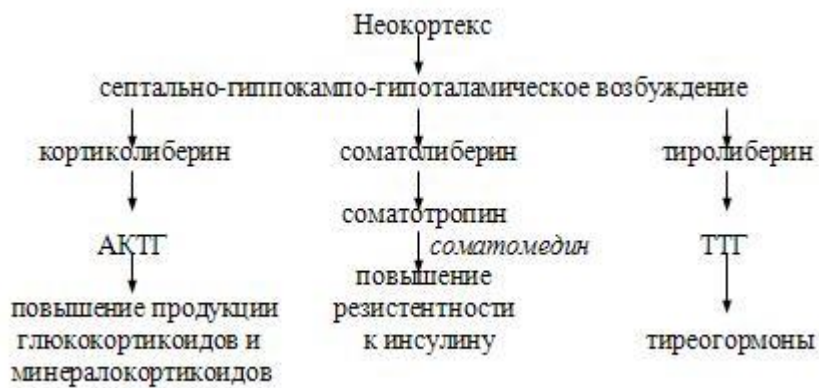 Неокортекс
септально-гиппокампо-гипоталамическое возбуждение
кортиколиберин соматолиберин тиролиберин
соматотропин
АКТГ соматомедин ТТГ
повышение
повышение продукции резистентности
глюкокортикоидов и к инсулину тиреогормоны
минералокортикоидов